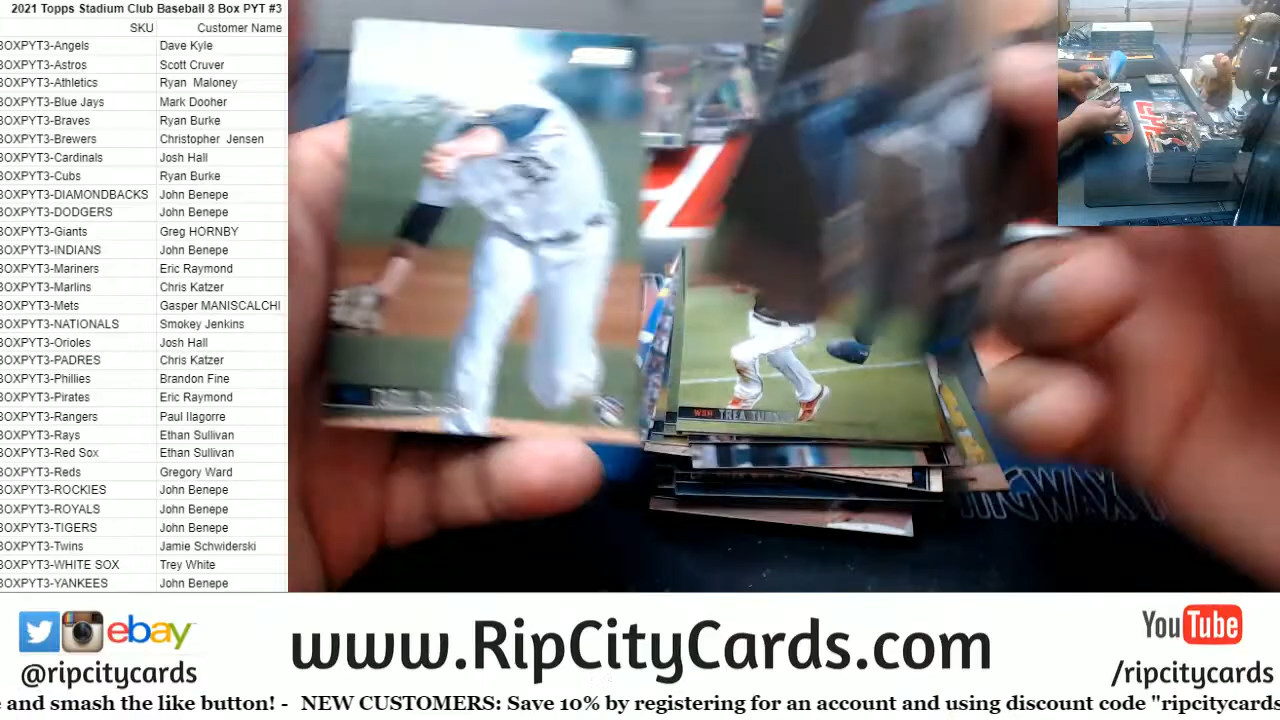 2021 Topps Stadium Club Baseball 8 Box PYT #3
SKU Customer Name
BOXPYT3-Angels Dave Kyle
BOXPYT3-Astros Scott Cruver
BOXPYT3-Athletics Ryan Maloney
BOXPYT3-Blue Jays Mark Dooher
BOXPYT3-Braves Ryan Burke
BOXPYT3-Brewers Christopher Jensen
BOXPYT3-Cardinals Josh Hall
BOXPYT3-Cubs Ryan Burke
BOXPYT3-DIAMONDBACKS John Benepe
BOXPYT3-DODGERS John Benepe
BOXPYT3-Giants Greg HORNBY
BOXPYT3-INDIANS John Benepe
BOXPYT3-Mariners Eric Raymond
BOXPYT3-Marlins Chris Katzer
BOXPYT3-Mets Gasper MANISCALCHI
BOXPYT3-NATIONALS Smokey Jenkins
BOXPYT3-Orioles Josh Hall
BOXPYT3-PADRES Chris Katzer
BOXPYT3-Phillies Brandon Fine
BOXPYT3-Pirates Eric Raymond
BOXPYT3-Rangers Paul Ilagorre
BOXPYT3-Rays Ethan Sullivan
BOXPYT3-Red Sox Ethan Sullivan
BOXPYT3-Reds Gregory Ward
BOXPYT3-ROCKIES John Benepe
BOXPYT3-ROYALS John Benepe
BOXPYT3-TIGERS John Benepe
BOXPYT3-Twins Jamie Schwiderski
BOXPYT3-WHITE SOX Trey White
BOXPYT3-YANKEES John Benepe
WSH TREA TUR
ebay
@ripcitycards
www.RipCityCards.com
YouTube
/ripcitycards
e and smash the like button! - NEW CUSTOMERS: Save 10% by registering for an account and using discount code "ripcitycards